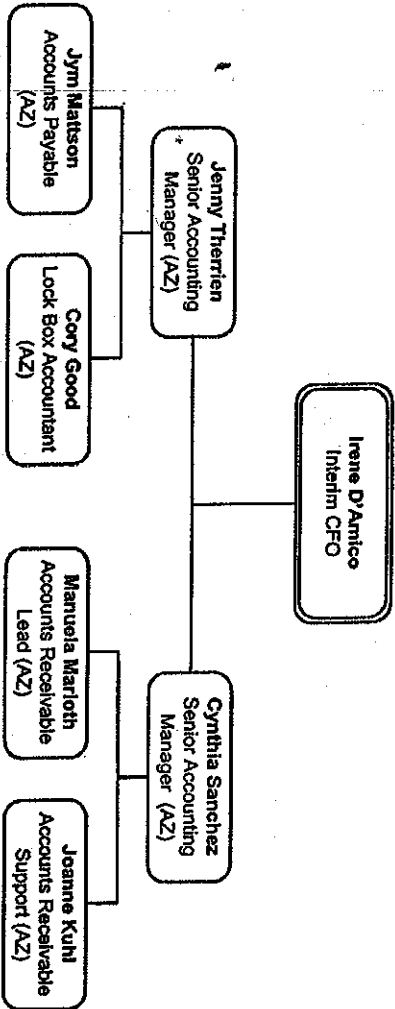 Irene D'Amico
Interim CFO
Jenny Therrien
Senior Accounting
Manager (AZ)
Cynthia Sanchez
Senior Accounting
Manager (AZ)
Jym Mattson
Accounts Payable
(AZ)
Cory Good
Lock Box Accountant
(AZ)
Manuela Marloth
Accounts Receivable
Lead (AZ)
Joanne Kuhl
Accounts Receivable
Support (AZ)